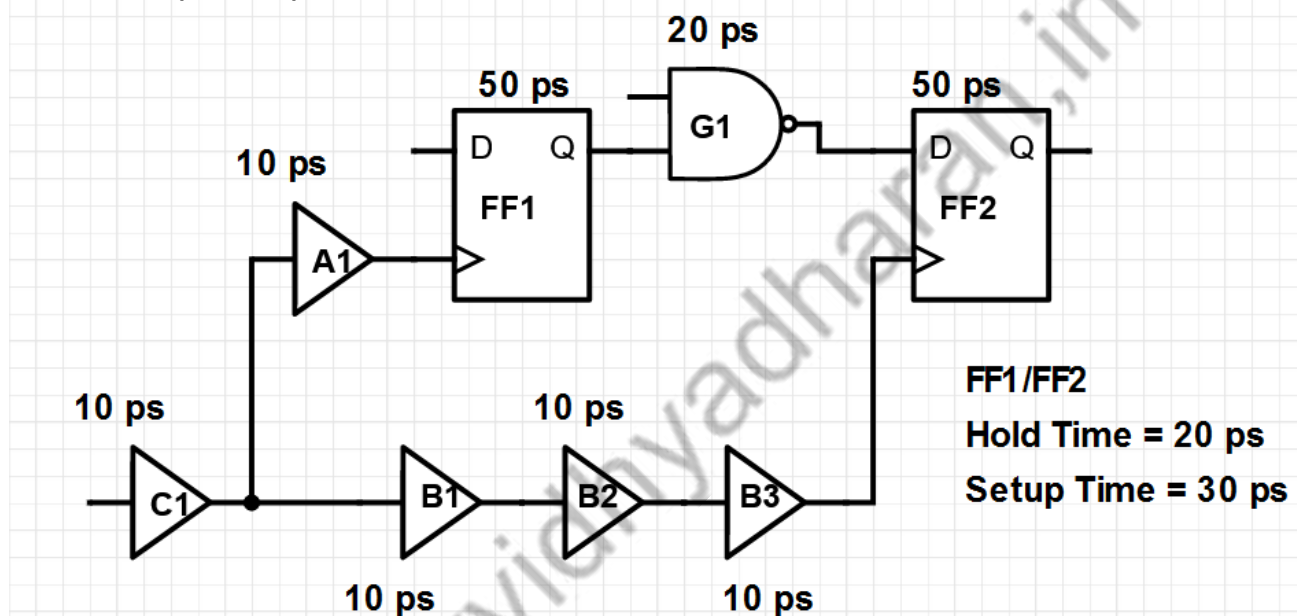 20 ps
50 ps
50 ps
G1
D
Q
D
Q
10 ps
FF1
FF2
A1
FF1/FF2
10 ps
10 ps
Hold Time = 20 ps
C1
B1
B2
B3
Setup Time = 30 ps
10 ps
10 ps